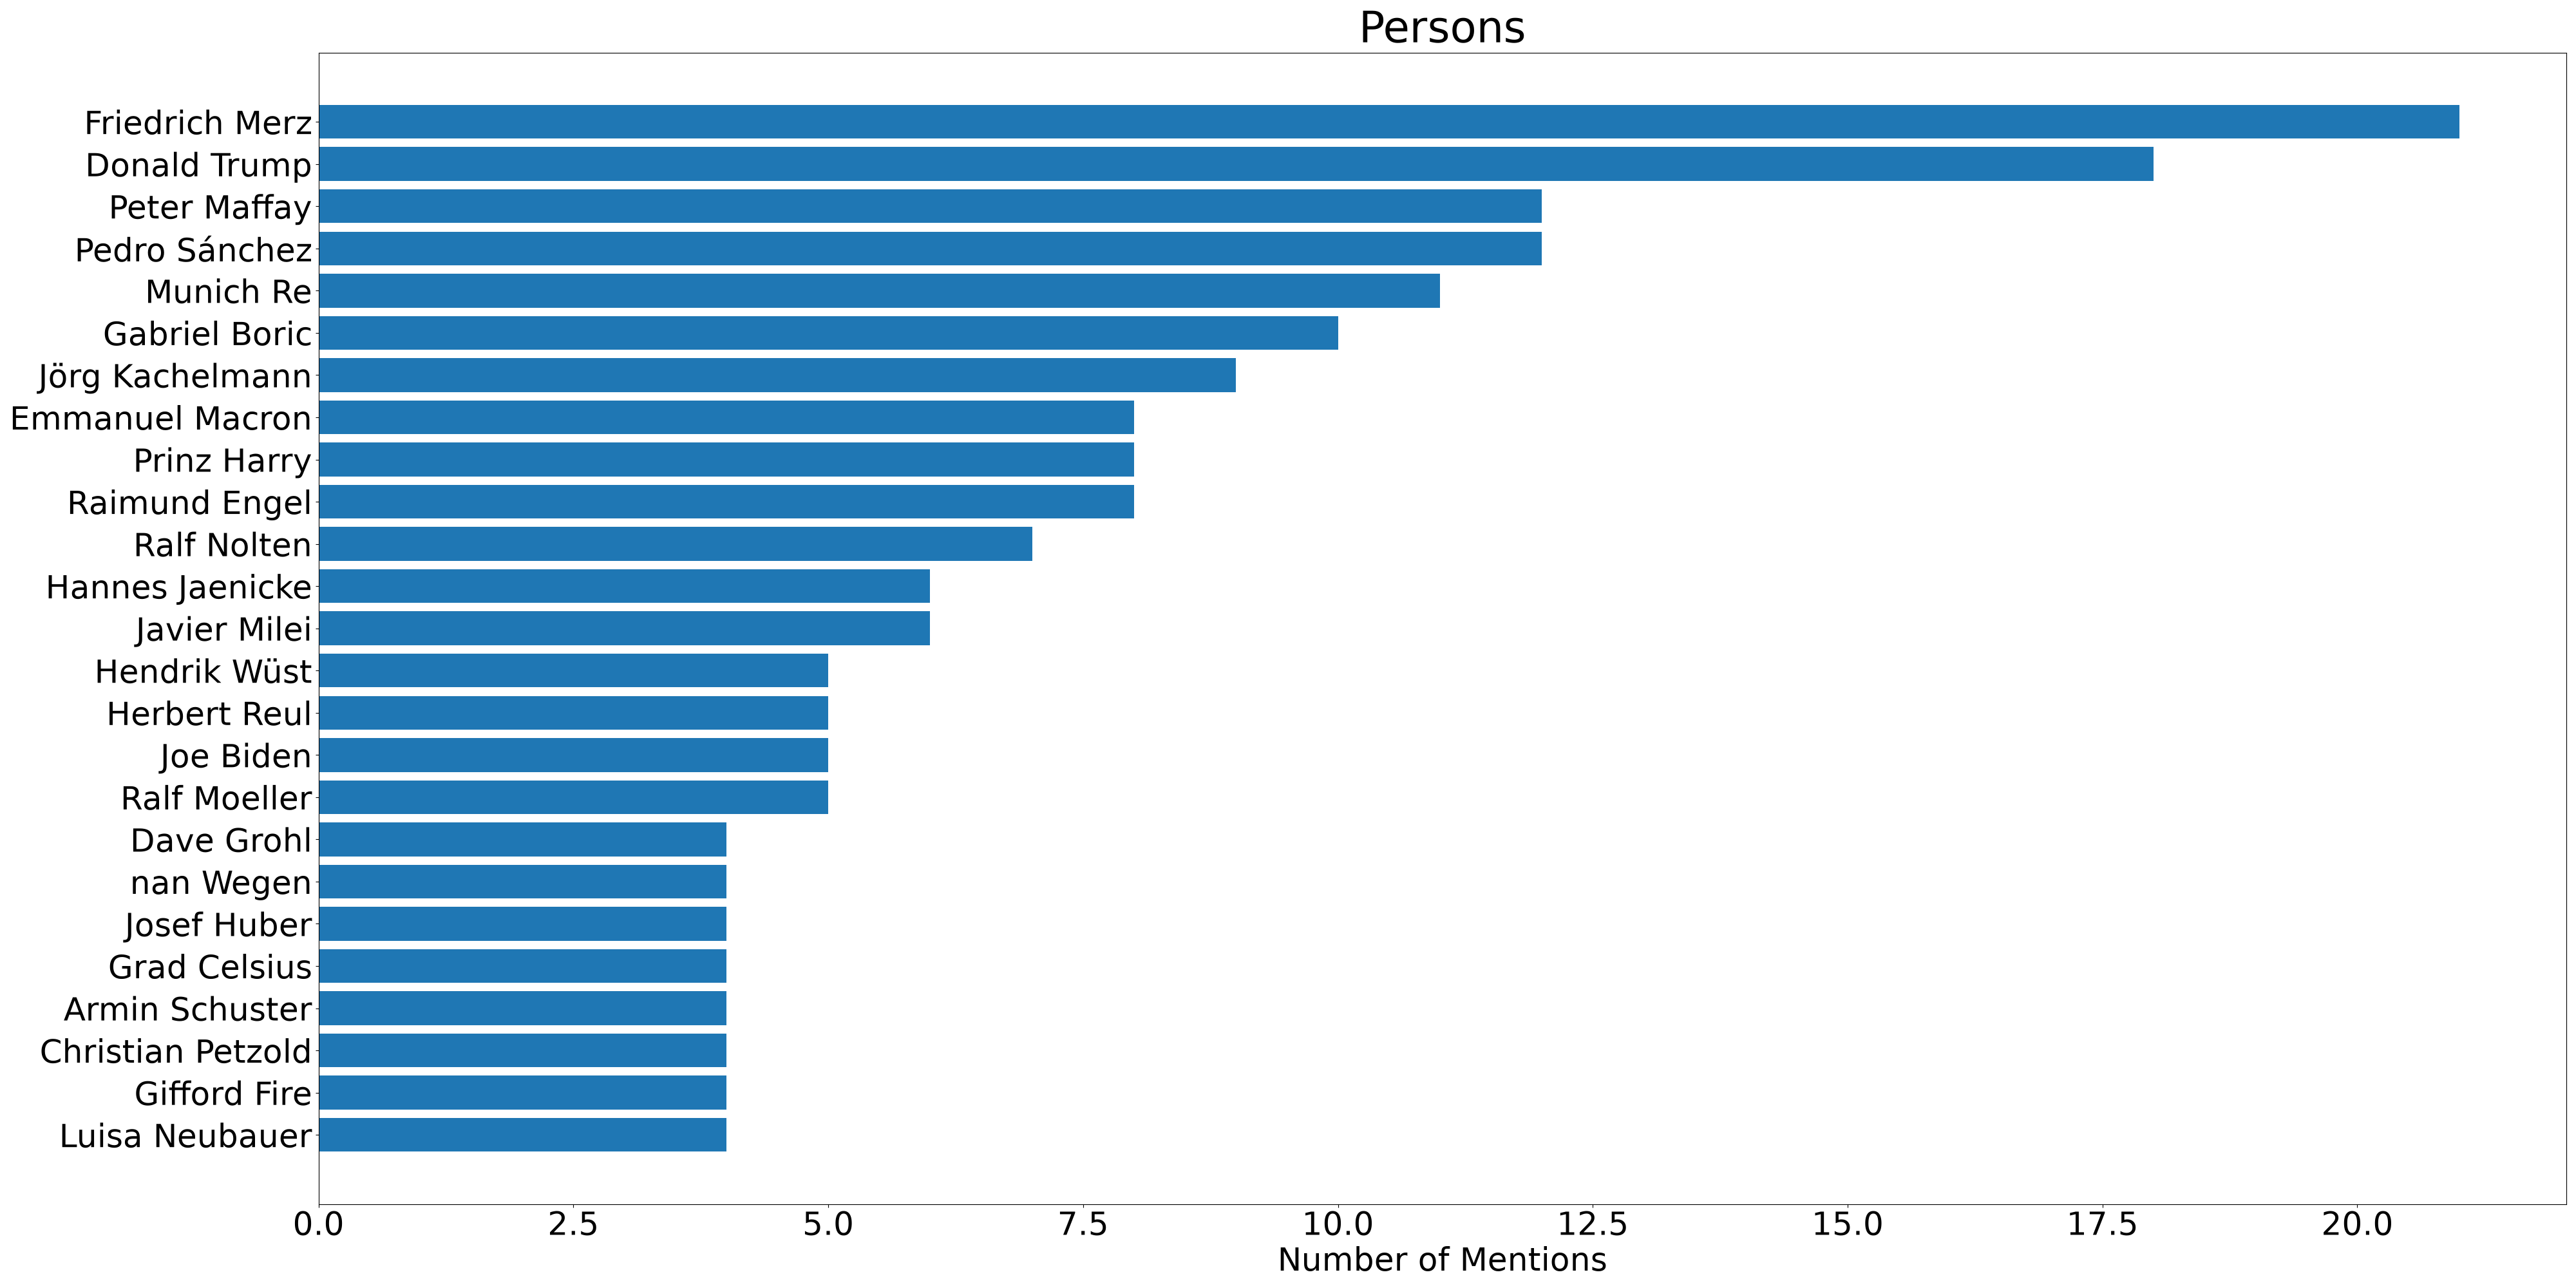 Persons
Friedrich Merz
Donald Trump
Peter Maffay
Pedro Sánchez
Munich Re
Gabriel Boric
Jörg Kachelmann
Emmanuel Macron
Prinz Harry
Raimund Engel
Ralf Nolten
Hannes Jaenicke
Javier Milei
Hendrik Wüst
Herbert Reul
Joe Biden
Ralf Moeller
Dave Grohl
nan Wegen
Josef Huber
Grad Celsius
Armin Schuster
Christian Petzold
Gifford Fire
Luisa Neubauer
0.0 2.5 5.0 7.5 10.0 12.5 15.0 17.5 20.0
Number of Mentions